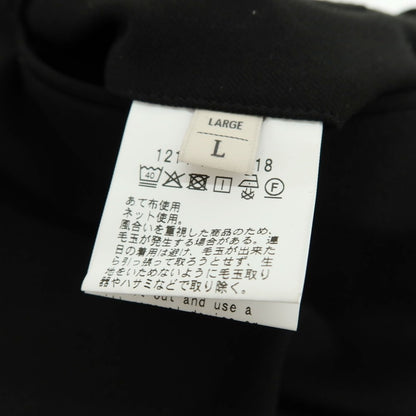 LARGE
L
121 18
40
F
あて布使用
ネット使用。
風合いを重視した商品のため、
毛玉が発生する場合がある。連
日の着用は避け、毛玉が出来た
ら引っ張って取ろうとせず、生
地をいためないように毛玉取り
器やハサミなどで取り除く。
out and use a